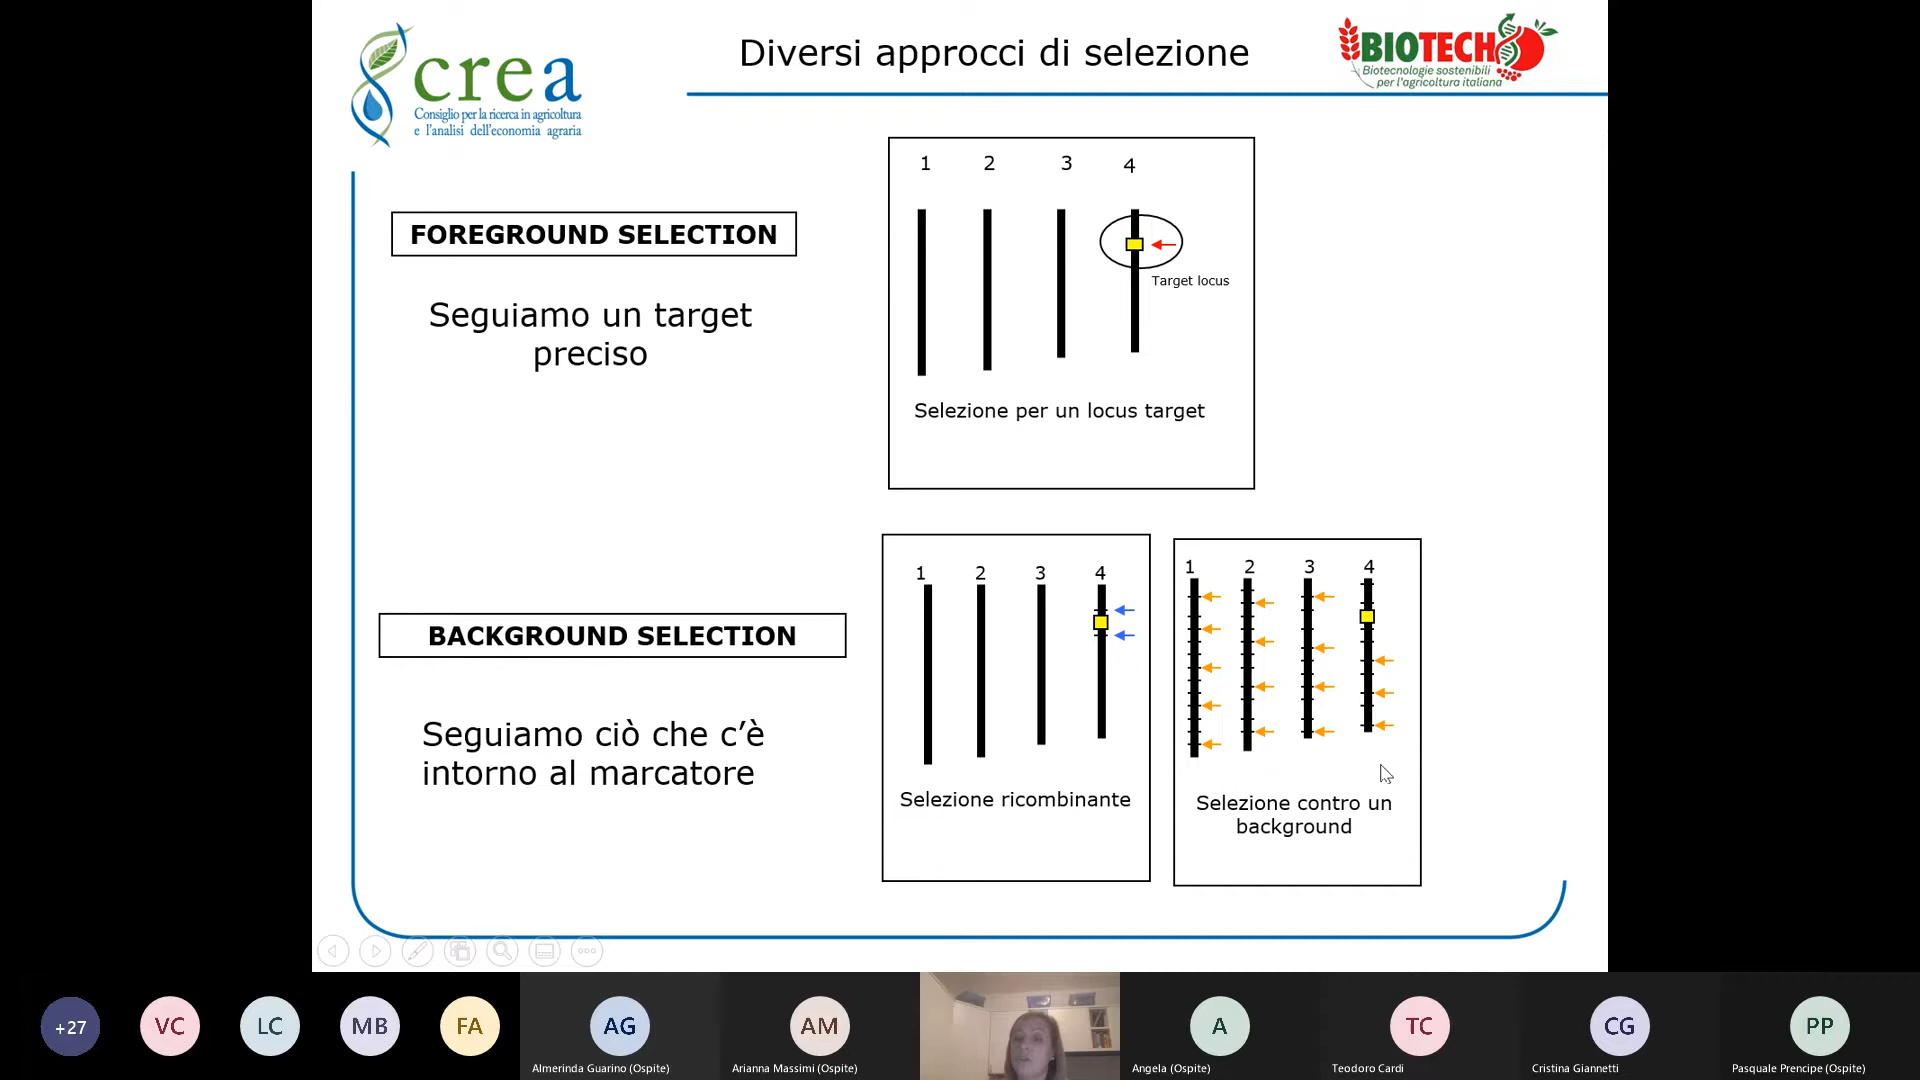 crea
Consiglio per la ricerca in agricoltura
e l'analisi dell'economia agraria
Diversi approcci di selezione
BIOTECH
Biotecnologie sostenibili
per l'agricoltura italiana
FOREGROUND SELECTION
Seguiamo un target
preciso
1 2 3 4
Target locus
Selezione per un locus target
BACKGROUND SELECTION
Seguiamo ciò che c'è
intorno al marcatore
1 2 3 4
Selezione ricombinante
1 2 3 4
Selezione contro un
background
+27
VC
LC
MB
FA
AG
Almerinda Guarino (Ospite)
AM
Arianna Massimi (Ospite)
A
Angela (Ospite)
TC
Teodoro Cardi
CG
Cristina Giannetti
PP
Pasquale Prencipe (Ospite)